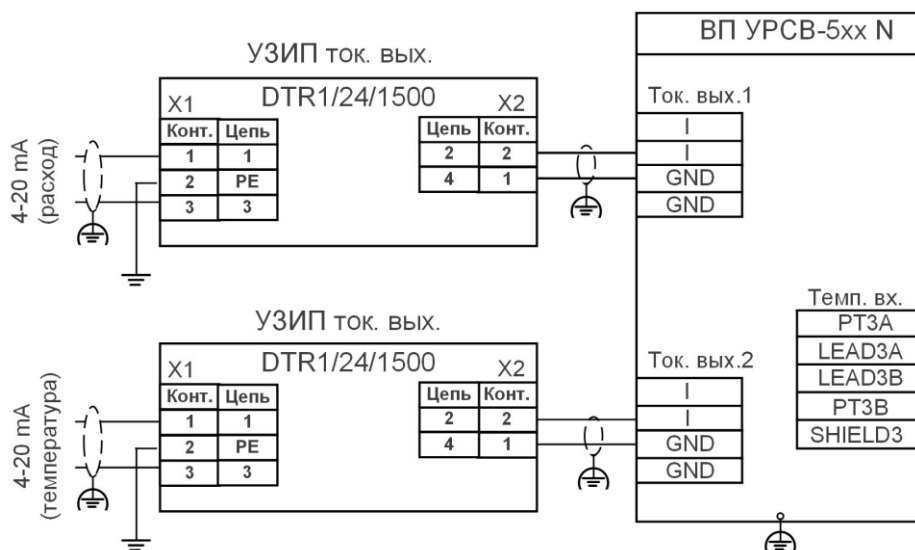 ВП УРСВ-5xx N
УЗИП ток. вых.
DTR1/24/1500
X1
X2
Конт. Цепь
1 1
2 PE
3 3
Цепь Конт.
2 2
4 1
4-20 mA
(расход)
Ток. вых.1
I
I
GND
GND
УЗИП ток. вых.
DTR1/24/1500
X1
X2
Конт. Цепь
1 1
2 PE
3 3
Цепь Конт.
2 2
4 1
4-20 mA
(температура)
Ток. вых.2
I
I
GND
GND
Темп. вх.
PT3A
LEAD3A
LEAD3B
PT3B
SHIELD3